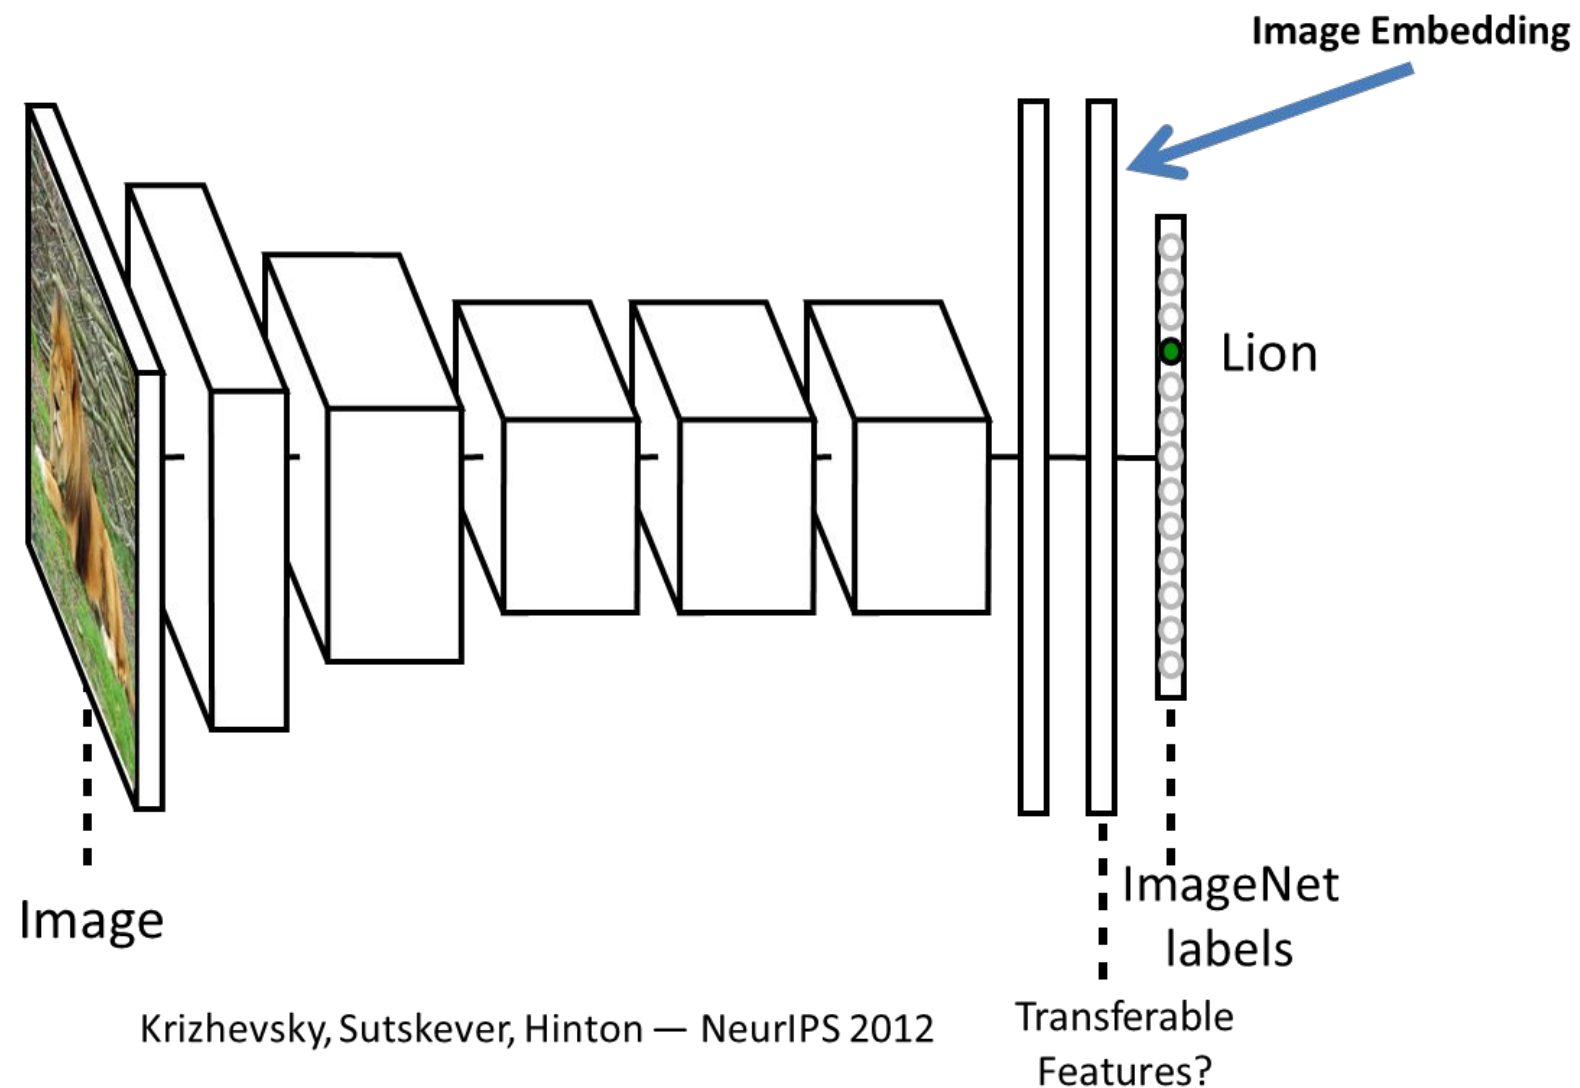 Image Embedding
Lion
Image
ImageNet
labels
Krizhevsky, Sutskever, Hinton — NeurIPS 2012
Transferable
Features?